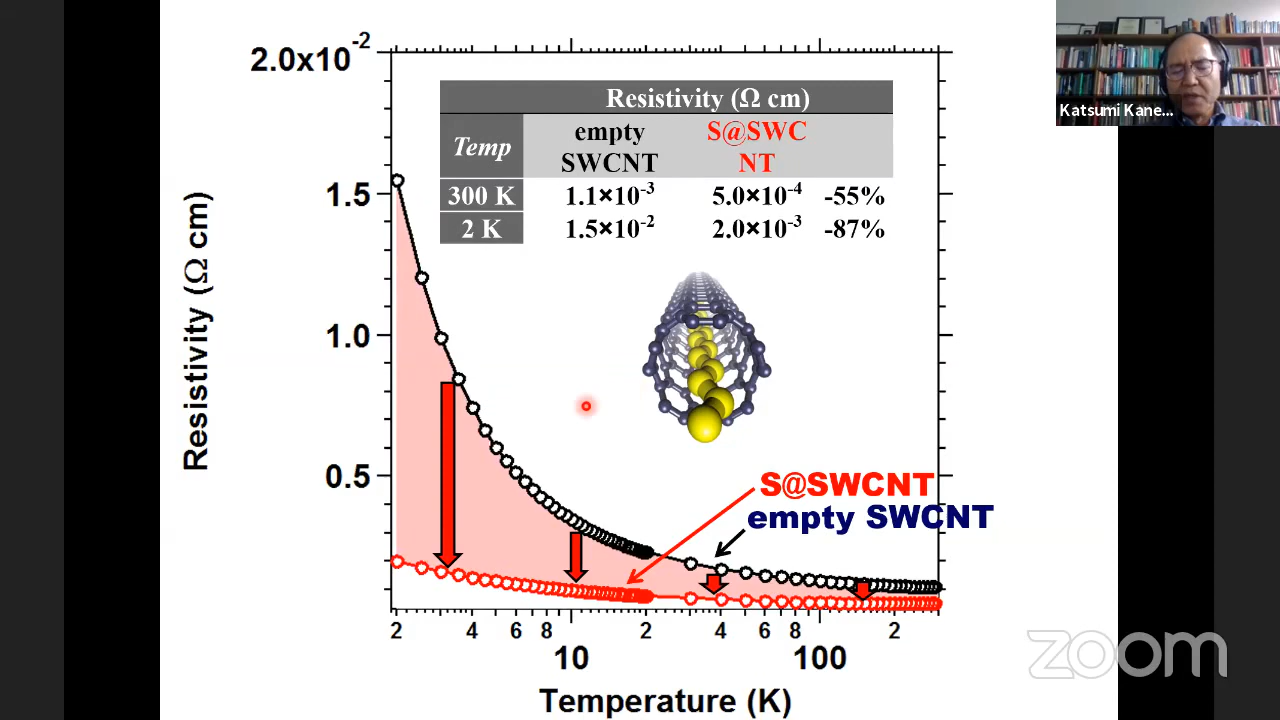 2.0x10⁻²
Resistivity (Ω cm)
Temp
empty SWCNT
S@SWC
NT
300 K 1.1×10⁻³ 5.0×10⁻⁴ -55%
2 K 1.5×10⁻² 2.0×10⁻³ -87%
Katsumi Kane...
1.5
1.0
0.5
Resistivity (Ω cm)
S@SWCNT
empty SWCNT
2 4 6 8 2 4 6 8 2
10 100
Temperature (K)
zoom